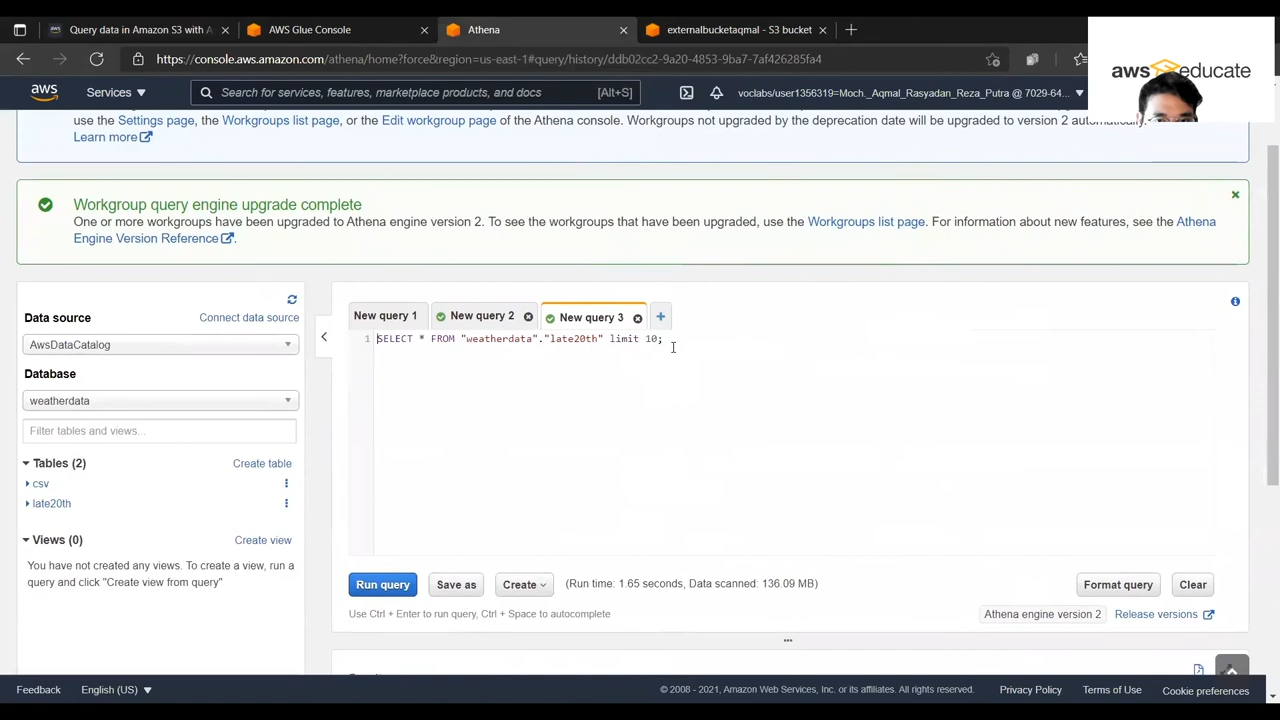 Query data in Amazon S3 with A
AWS Glue Console
Athena
externalbucketaqmal - S3 bucket
https://console.aws.amazon.com/athena/home?force&region=us-east-1#query/history/ddb02cc2-9a20-4853-9ba7-7af426285fa4
aws educate
aws
Services
Search for services, features, marketplace products, and docs
[Alt+S]
voclabs/user1356319=Moch._Aqmal_Rasyadan_Reza_Putra @ 7029-64...
use the Settings page, the Workgroups list page, or the Edit workgroup page of the Athena console. Workgroups not upgraded by the deprecation date will be upgraded to version 2 automatically.
Learn more
Workgroup query engine upgrade complete
One or more workgroups have been upgraded to Athena engine version 2. To see the workgroups that have been upgraded, use the Workgroups list page. For information about new features, see the Athena
Engine Version Reference.
Data source
Connect data source
AwsDataCatalog
Database
weatherdata
Filter tables and views...
Tables (2)
Create table
csv
late20th
Views (0)
Create view
You have not created any views. To create a view, run a
query and click "Create view from query"
New query 1
New query 2
New query 3
1 SELECT * FROM "weatherdata"."late20th" limit 10;
Run query
Save as
Create
(Run time: 1.65 seconds, Data scanned: 136.09 MB)
Format query
Clear
Use Ctrl + Enter to run query, Ctrl + Space to autocomplete
Athena engine version 2
Release versions
Feedback
English (US)
© 2008 - 2021, Amazon Web Services, Inc. or its affiliates. All rights reserved.
Privacy Policy
Terms of Use
Cookie preferences